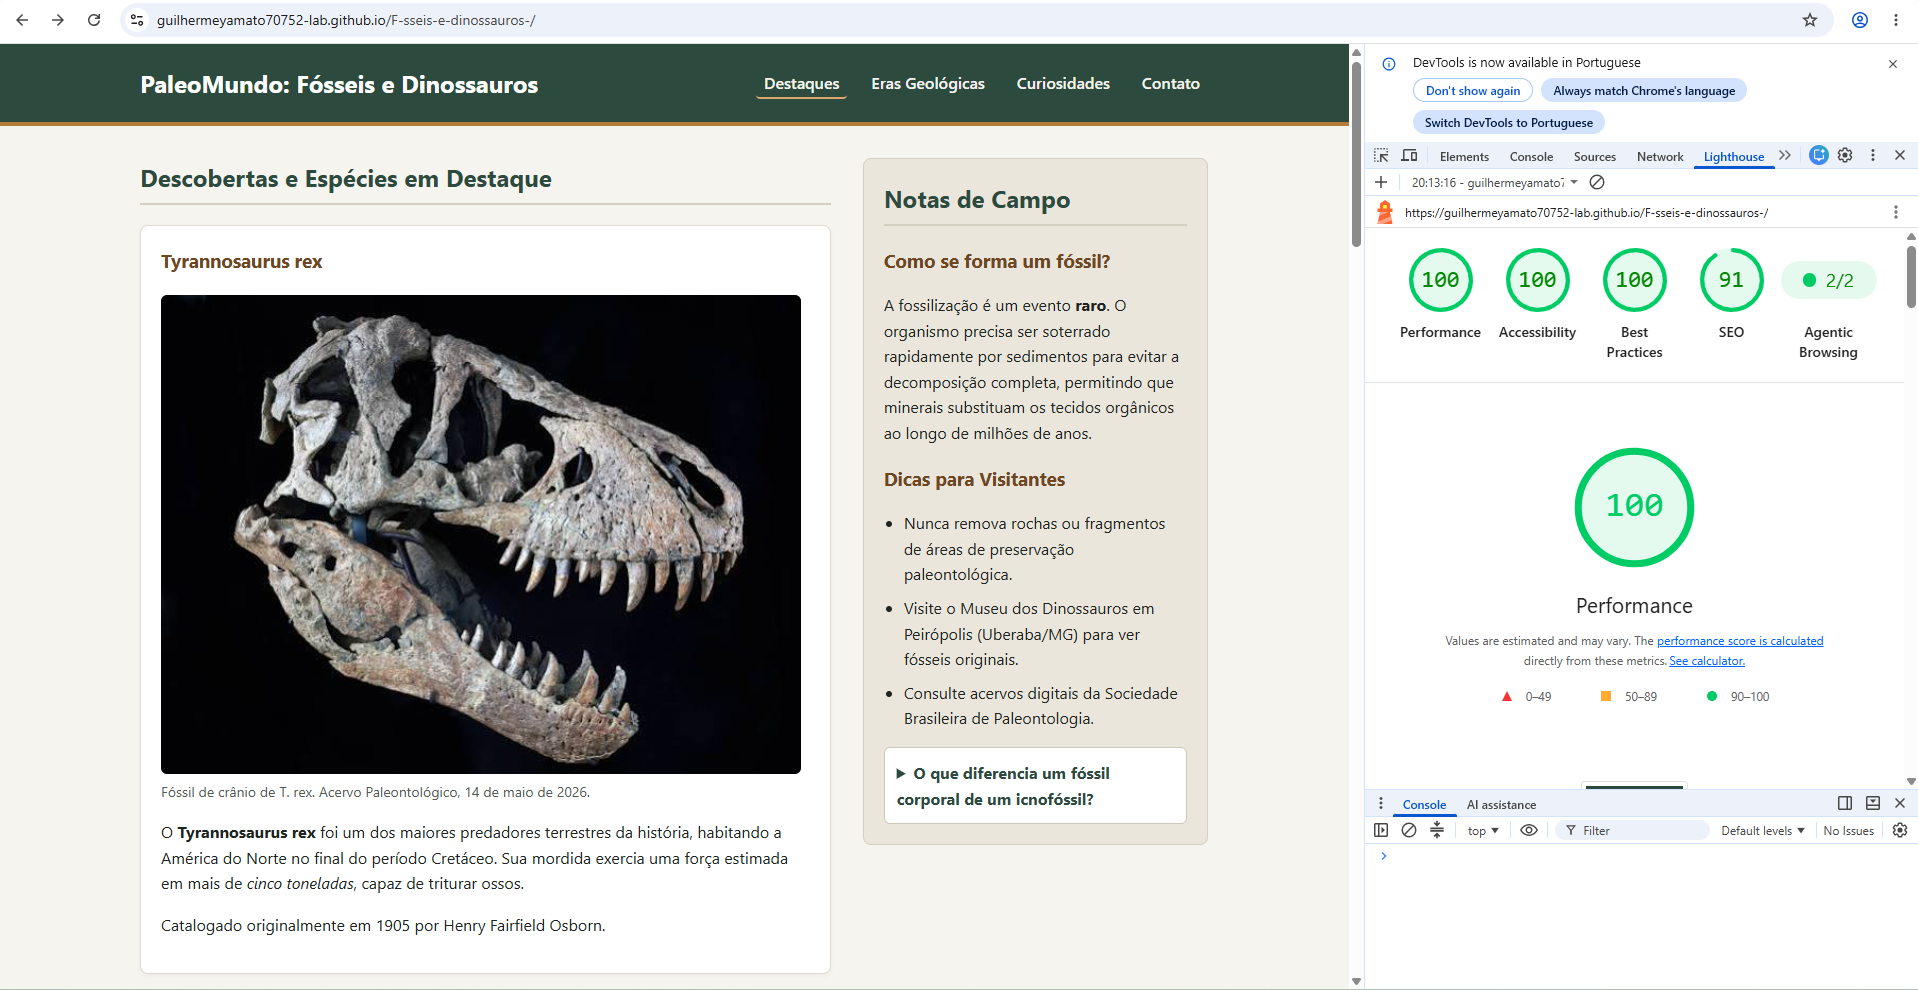 guilhermeyamato70752-lab.github.io/F-sseis-e-dinossauros-/
PaleoMundo: Fósseis e Dinossauros
Destaques
Eras Geológicas
Curiosidades
Contato
Descobertas e Espécies em Destaque
Tyrannosaurus rex
Fóssil de crânio de T. rex. Acervo Paleontológico, 14 de maio de 2026.
O Tyrannosaurus rex foi um dos maiores predadores terrestres da história, habitando a
América do Norte no final do período Cretáceo. Sua mordida exercia uma força estimada
em mais de cinco toneladas, capaz de triturar ossos.
Catalogado originalmente em 1905 por Henry Fairfield Osborn.
Notas de Campo
Como se forma um fóssil?
A fossilização é um evento raro. O
organismo precisa ser soterrado
rapidamente por sedimentos para evitar a
decomposição completa, permitindo que
minerais substituam os tecidos orgânicos
ao longo de milhões de anos.
Dicas para Visitantes
Nunca remova rochas ou fragmentos
de áreas de preservação
paleontológica.
Visite o Museu dos Dinossauros em
Peirópolis (Uberaba/MG) para ver
fósseis originais.
Consulte acervos digitais da Sociedade
Brasileira de Paleontologia.
O que diferencia um fóssil
corporal de um icnofóssil?
DevTools is now available in Portuguese
Don't show again
Always match Chrome's language
Switch DevTools to Portuguese
Elements
Console
Sources
Network
Lighthouse
20:13:16 - guilhermeyamato7
https://guilhermeyamato70752-lab.github.io/F-sseis-e-dinossauros-/
100
Performance
100
Accessibility
100
Best
Practices
91
SEO
2/2
Agentic
Browsing
100
Performance
Values are estimated and may vary. The performance score is calculated
directly from these metrics. See calculator.
0–49
50–89
90–100
Console
AI assistance
top
Filter
Default levels
No Issues